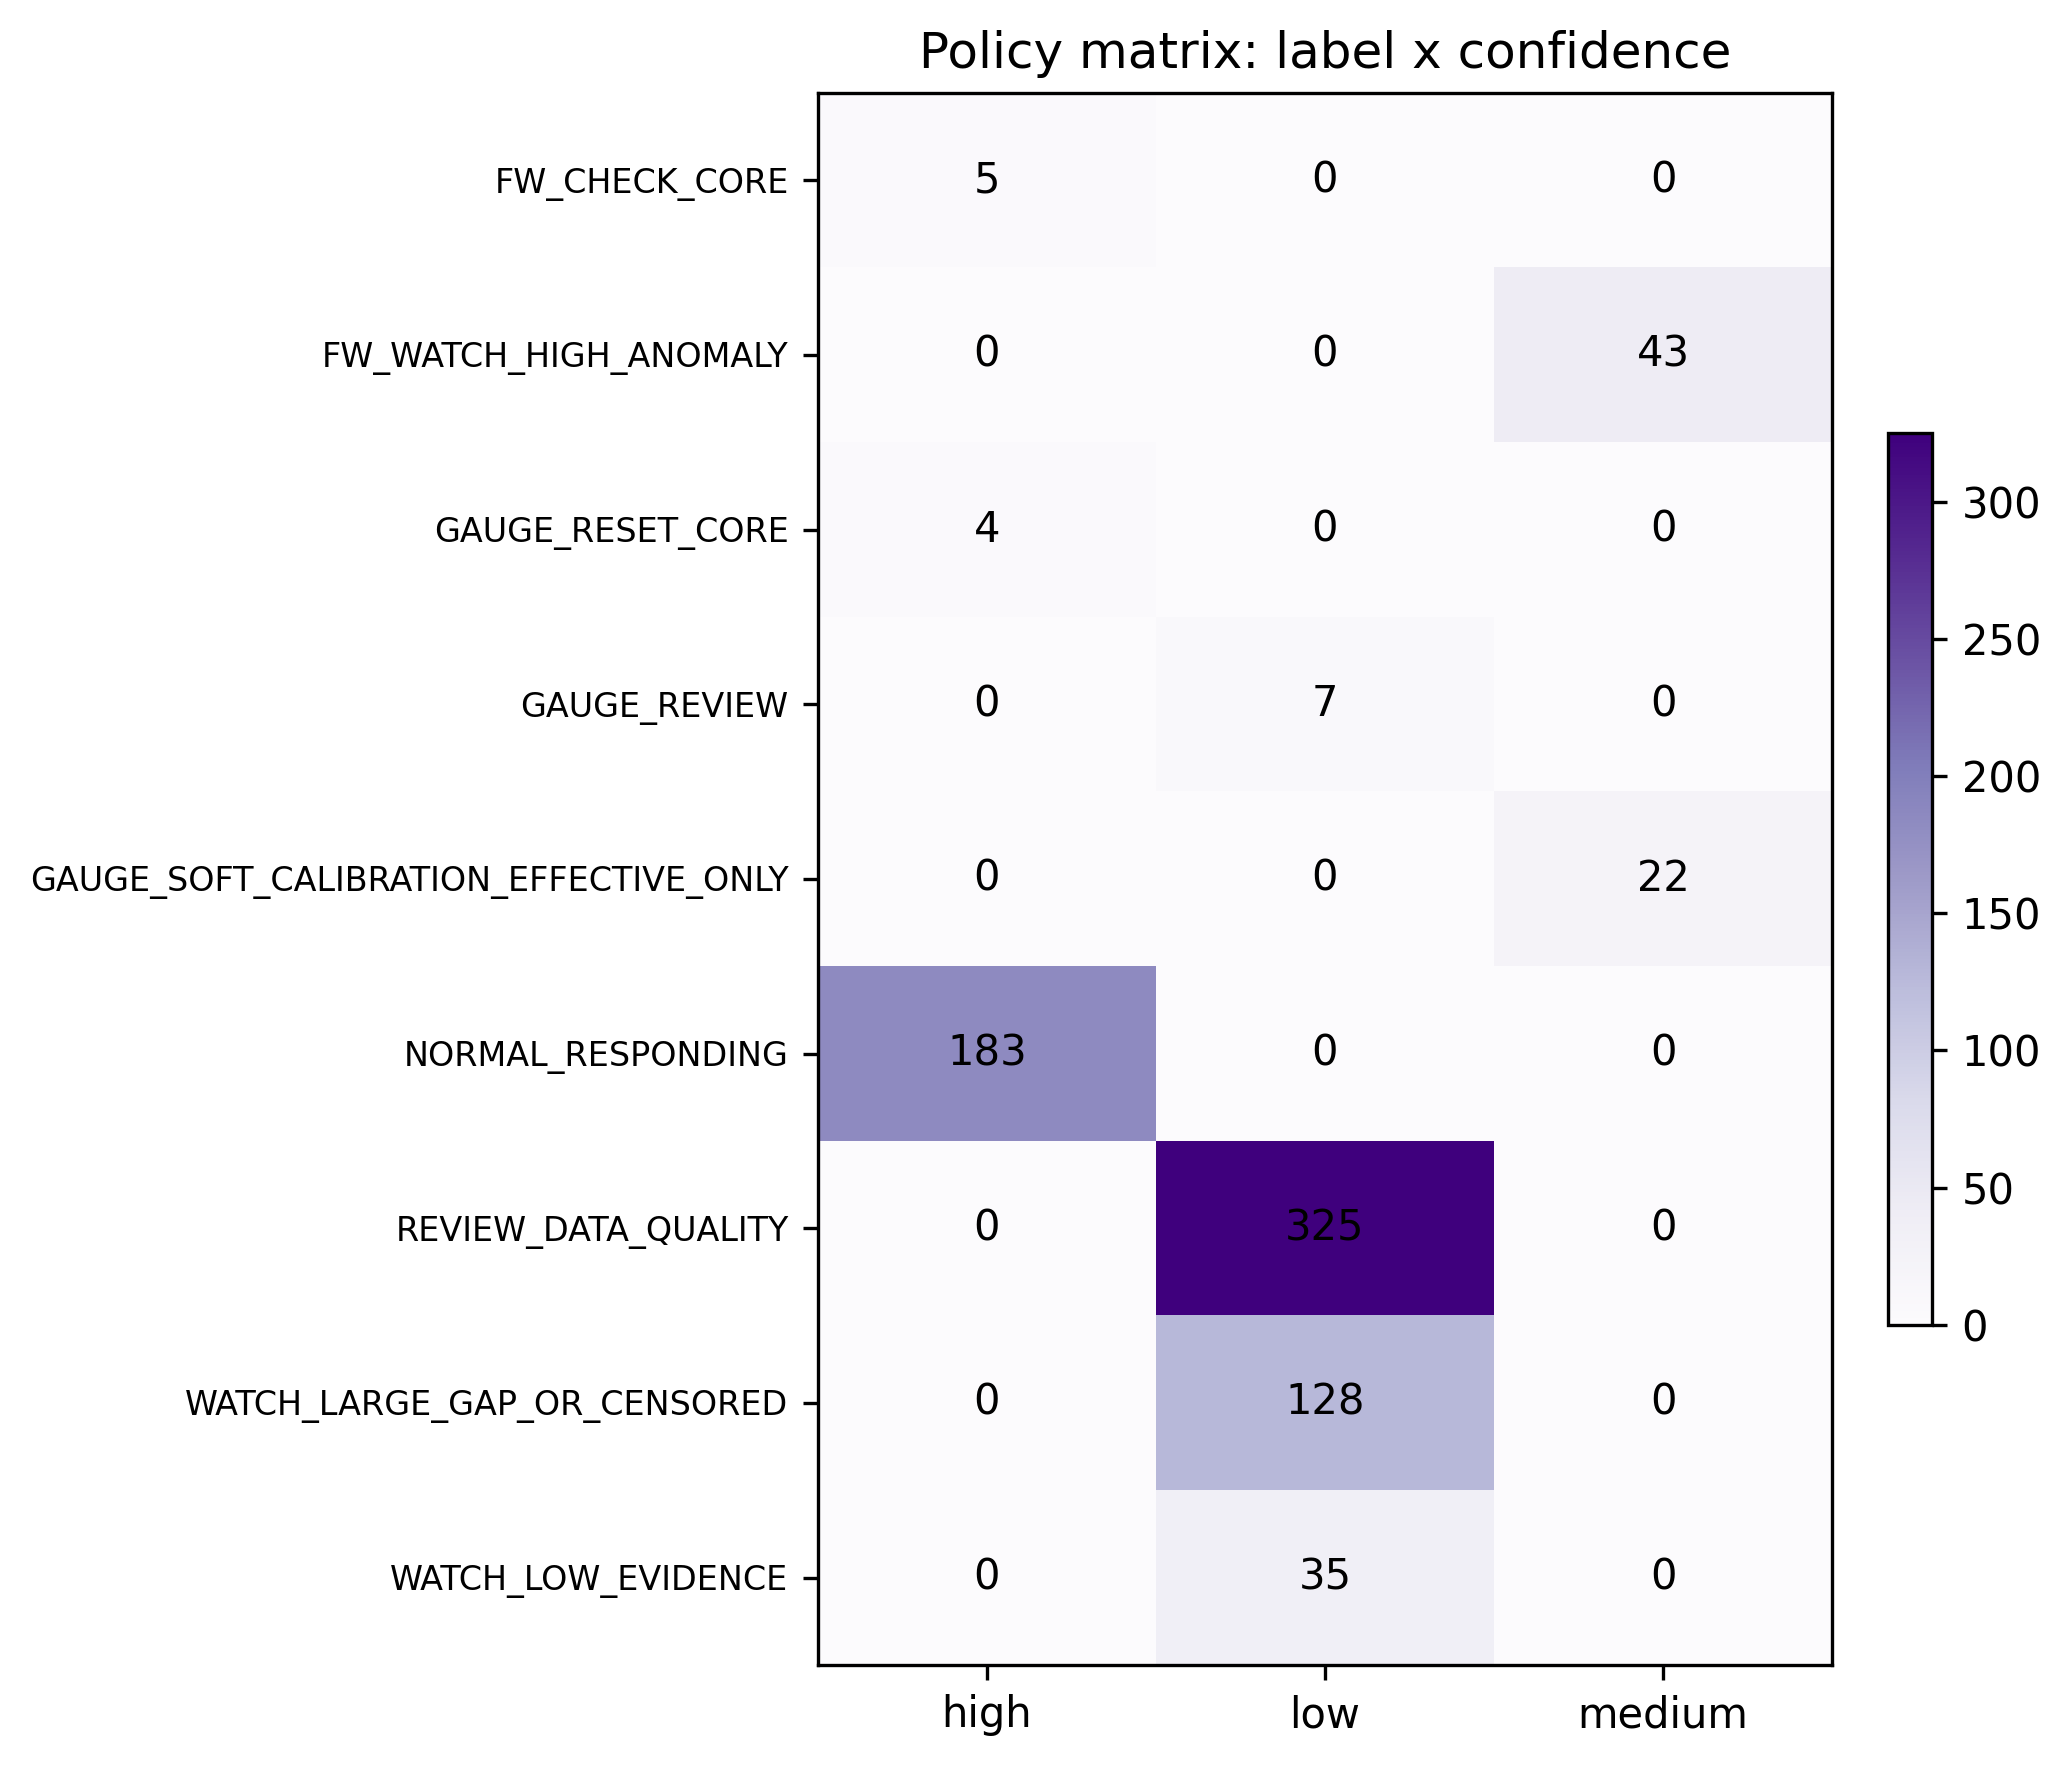 Policy matrix: label x confidence
FW_CHECK_CORE 5 0 0
FW_WATCH_HIGH_ANOMALY 0 0 43
GAUGE_RESET_CORE 4 0 0
GAUGE_REVIEW 0 7 0
GAUGE_SOFT_CALIBRATION_EFFECTIVE_ONLY 0 0 22
NORMAL_RESPONDING 183 0 0
REVIEW_DATA_QUALITY 0 325 0
WATCH_LARGE_GAP_OR_CENSORED 0 128 0
WATCH_LOW_EVIDENCE 0 35 0
high low medium
300
250
200
150
100
50
0